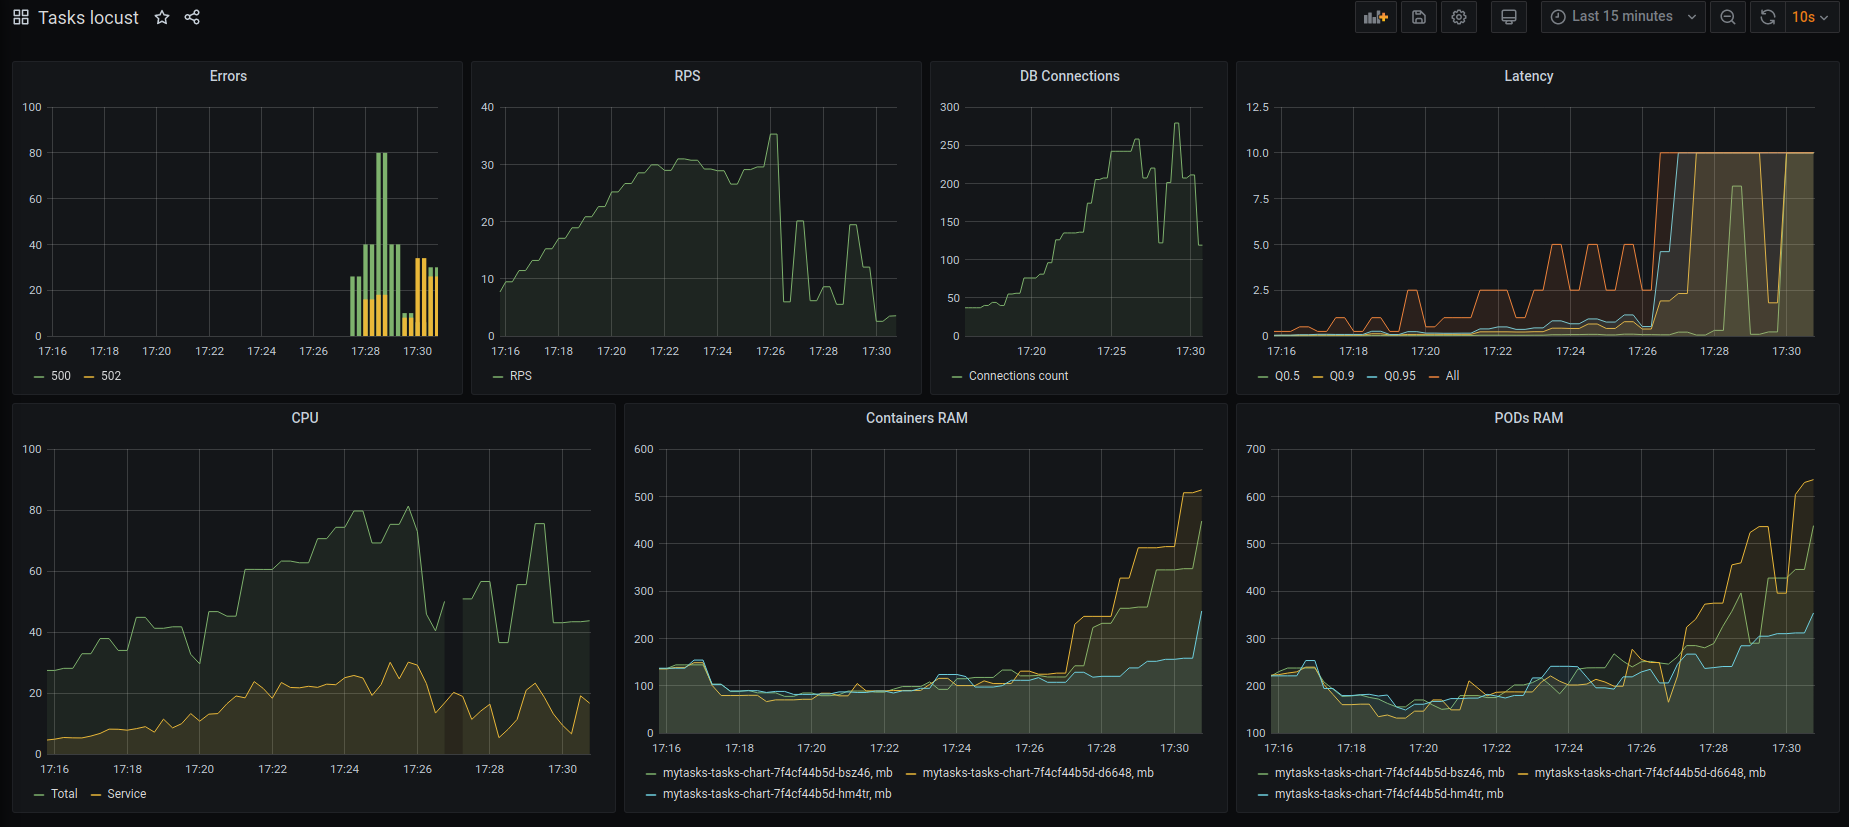 Tasks locust
Last 15 minutes
10s
Errors
100
80
60
40
20
0
17:16 17:18 17:20 17:22 17:24 17:26 17:28 17:30
500 502
RPS
40
30
20
10
0
17:16 17:18 17:20 17:22 17:24 17:26 17:28 17:30
RPS
DB Connections
300
250
200
150
100
50
0
17:20 17:25 17:30
Connections count
Latency
12.5
10.0
7.5
5.0
2.5
0
17:16 17:18 17:20 17:22 17:24 17:26 17:28 17:30
Q0.5 Q0.9 Q0.95 All
CPU
100
80
60
40
20
0
17:16 17:18 17:20 17:22 17:24 17:26 17:28 17:30
Total Service
Containers RAM
600
500
400
300
200
100
0
17:16 17:18 17:20 17:22 17:24 17:26 17:28 17:30
mytasks-tasks-chart-7f4cf44b5d-bsz46, mb mytasks-tasks-chart-7f4cf44b5d-d6648, mb
mytasks-tasks-chart-7f4cf44b5d-hm4tr, mb
PODs RAM
700
600
500
400
300
200
100
17:16 17:18 17:20 17:22 17:24 17:26 17:28 17:30
mytasks-tasks-chart-7f4cf44b5d-bsz46, mb mytasks-tasks-chart-7f4cf44b5d-d6648, mb
mytasks-tasks-chart-7f4cf44b5d-hm4tr, mb